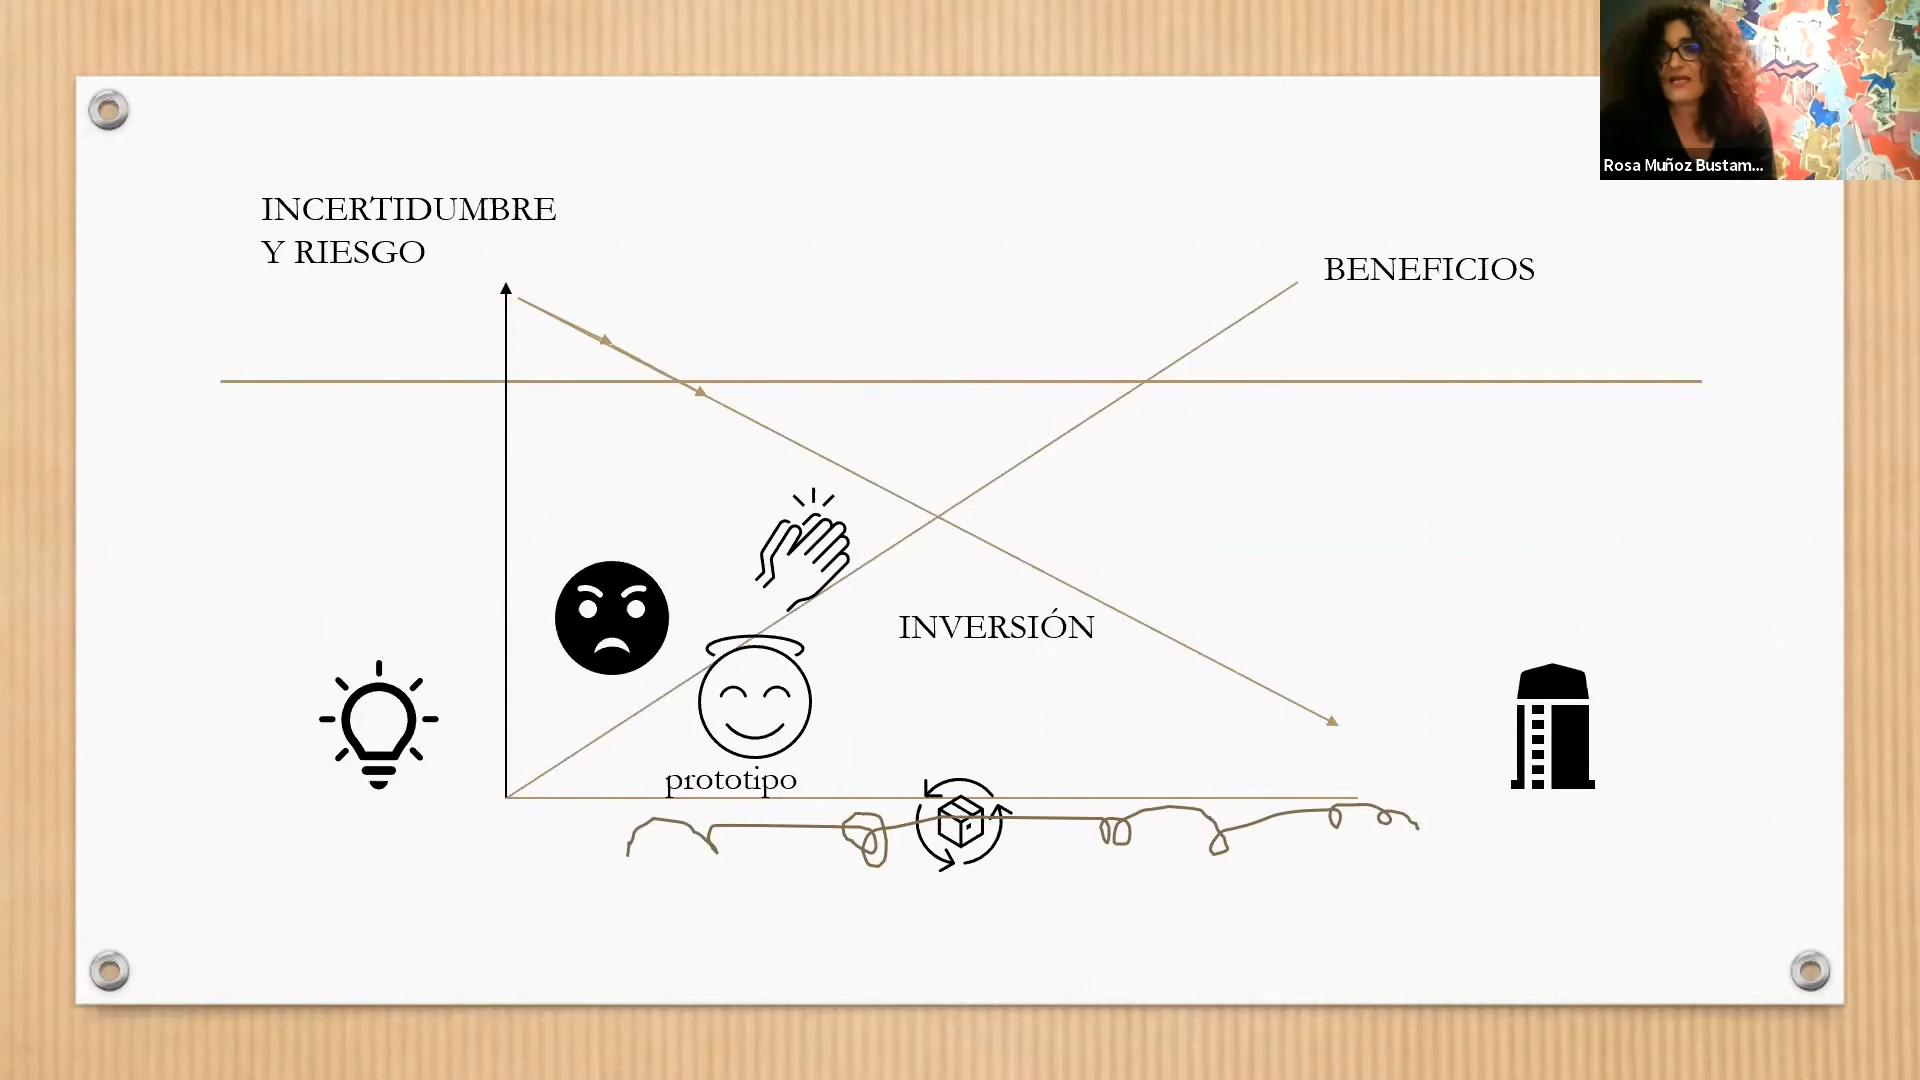 Rosa Muñoz Bustam...
INCERTIDUMBRE
Y RIESGO
BENEFICIOS
INVERSIÓN
prototipo